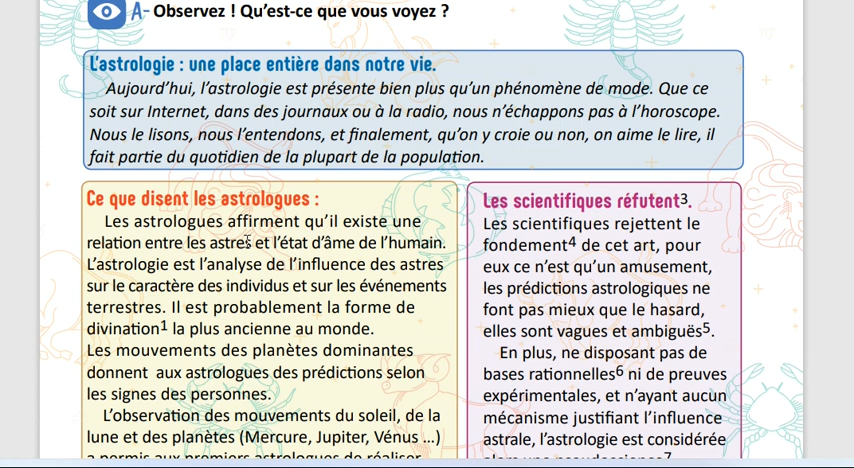 A- Observez ! Qu’est-ce que vous voyez ?
L’astrologie : une place entière dans notre vie.
Aujourd’hui, l’astrologie est présente bien plus qu’un phénomène de mode. Que ce
soit sur Internet, dans des journaux ou à la radio, nous n’échappons pas à l’horoscope.
Nous le lisons, nous l’entendons, et finalement, qu’on y croie ou non, on aime le lire, il
fait partie du quotidien de la plupart de la population.
Ce que disent les astrologues :
Les astrologues affirment qu’il existe une
relation entre les astres et l’état d’âme de l’humain.
L’astrologie est l’analyse de l’influence des astres
sur le caractère des individus et sur les événements
terrestres. Il est probablement la forme de
divination1 la plus ancienne au monde.
Les mouvements des planètes dominantes
donnent aux astrologues des prédictions selon
les signes des personnes.
L’observation des mouvements du soleil, de la
lune et des planètes (Mercure, Jupiter, Vénus ...)
a permis aux premiers astrologues de réaliser
Les scientifiques réfutent3.
Les scientifiques rejettent le
fondement4 de cet art, pour
eux ce n’est qu’un amusement,
les prédictions astrologiques ne
font pas mieux que le hasard,
elles sont vagues et ambiguës5.
En plus, ne disposant pas de
bases rationnelles6 ni de preuves
expérimentales, et n’ayant aucun
mécanisme justifiant l’influence
astrale, l’astrologie est considérée